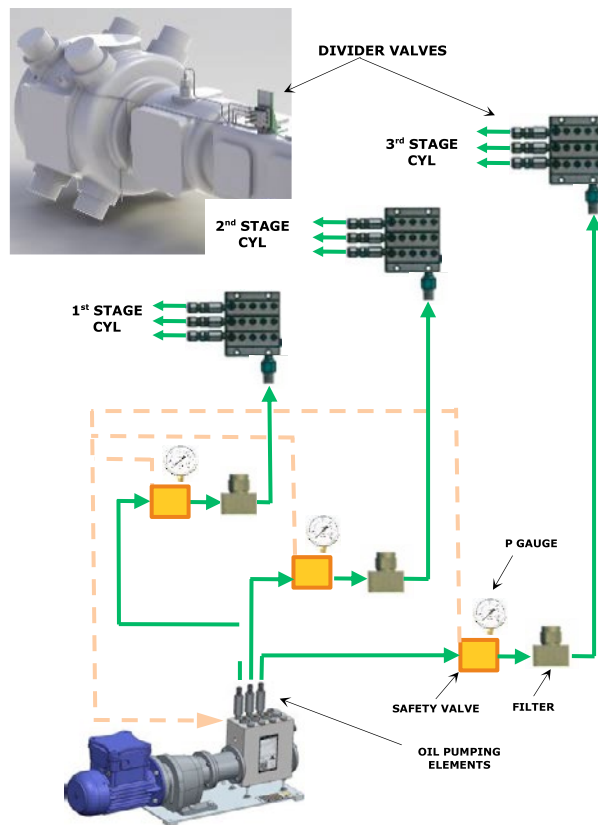 DIVIDER VALVES
3rd STAGE
CYL
2nd STAGE
CYL
1st STAGE
CYL
P GAUGE
SAFETY VALVE
FILTER
OIL PUMPING
ELEMENTS